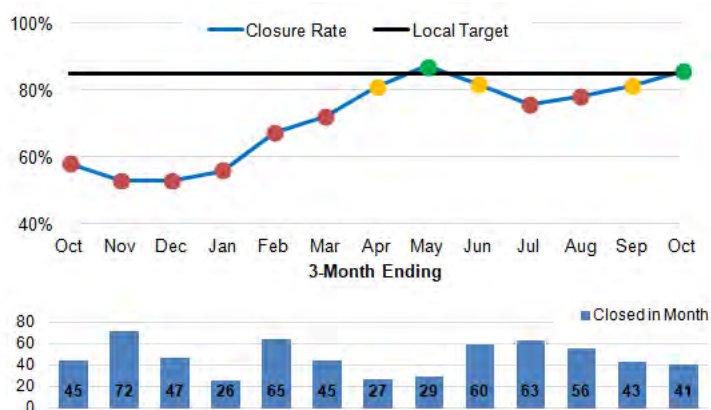 100%
Closure Rate Local Target
80%
60%
40%
Oct Nov Dec Jan Feb Mar Apr May Jun Jul Aug Sep Oct
3-Month Ending
80
Closed in Month
60
40
20
45 72 47 26 65 45 27 29 60 63 56 43 41
0